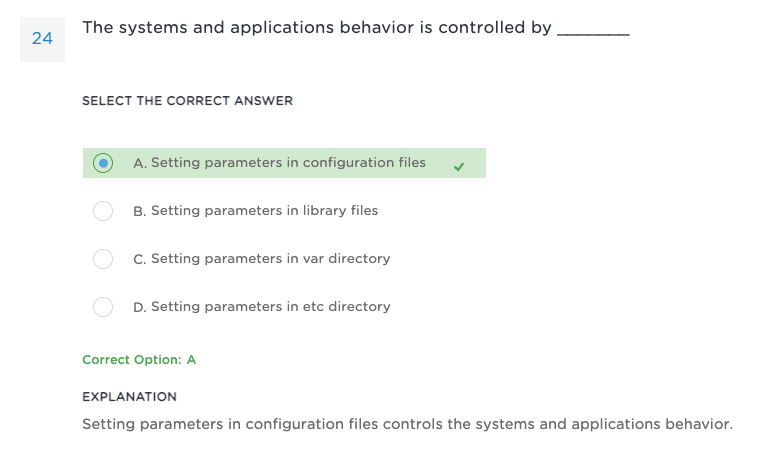 24
The systems and applications behavior is controlled by _______
SELECT THE CORRECT ANSWER
A. Setting parameters in configuration files
B. Setting parameters in library files
C. Setting parameters in var directory
D. Setting parameters in etc directory
Correct Option: A
EXPLANATION
Setting parameters in configuration files controls the systems and applications behavior.